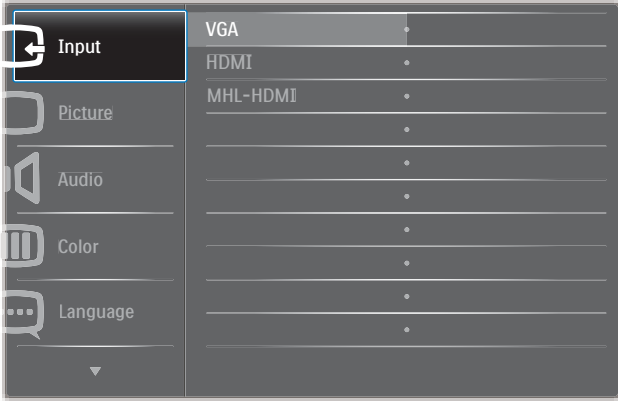 Input
Picture
Audio
Color
Language
VGA
HDMI
MHL-HDMI